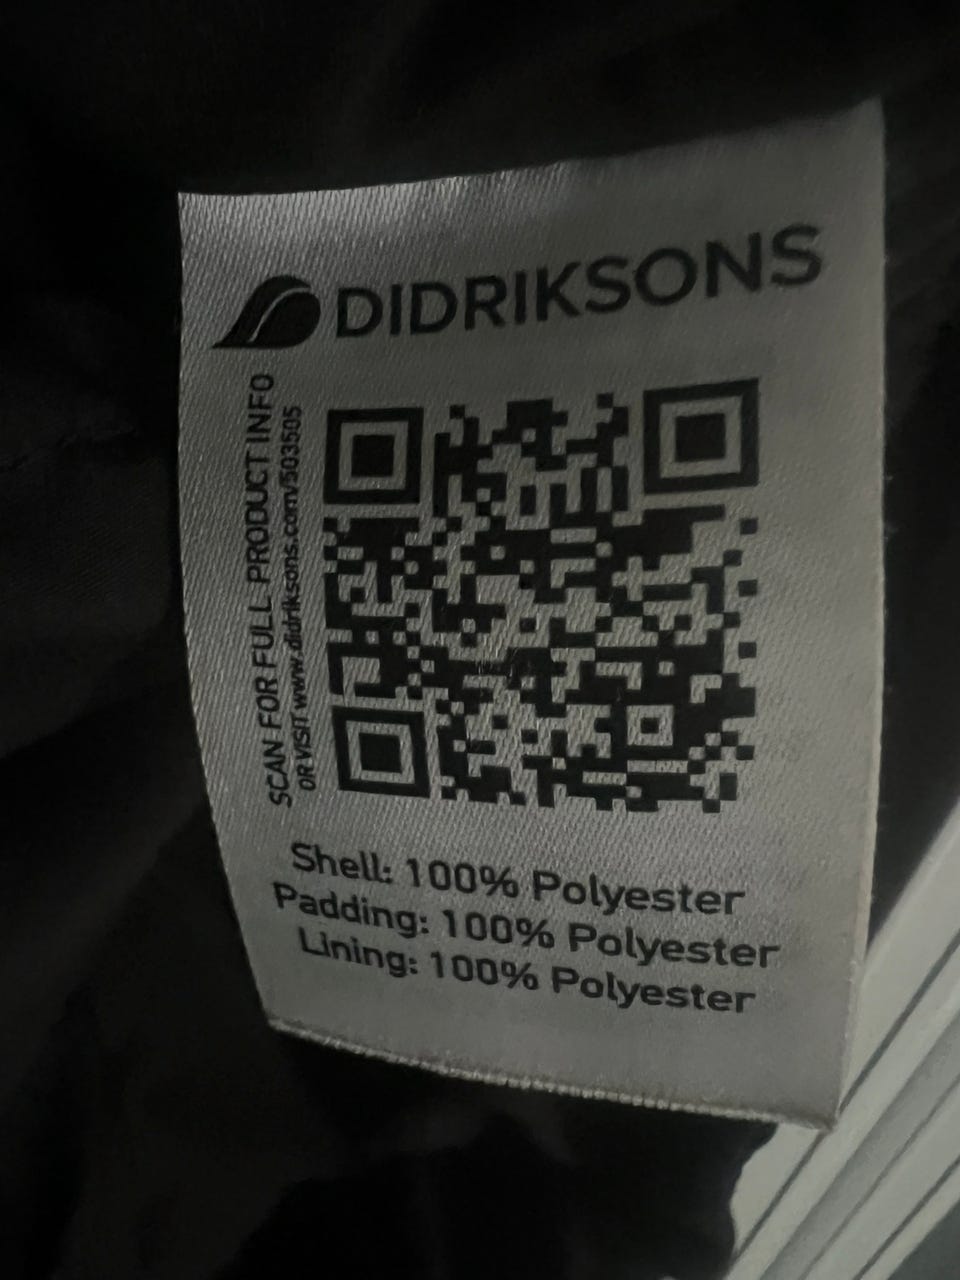 DIDRIKSONS
SCAN FOR FULL PRODUCT INFO
OR VISIT www.didriksons.com/503505
Shell: 100% Polyester
Padding: 100% Polyester
Lining: 100% Polyester